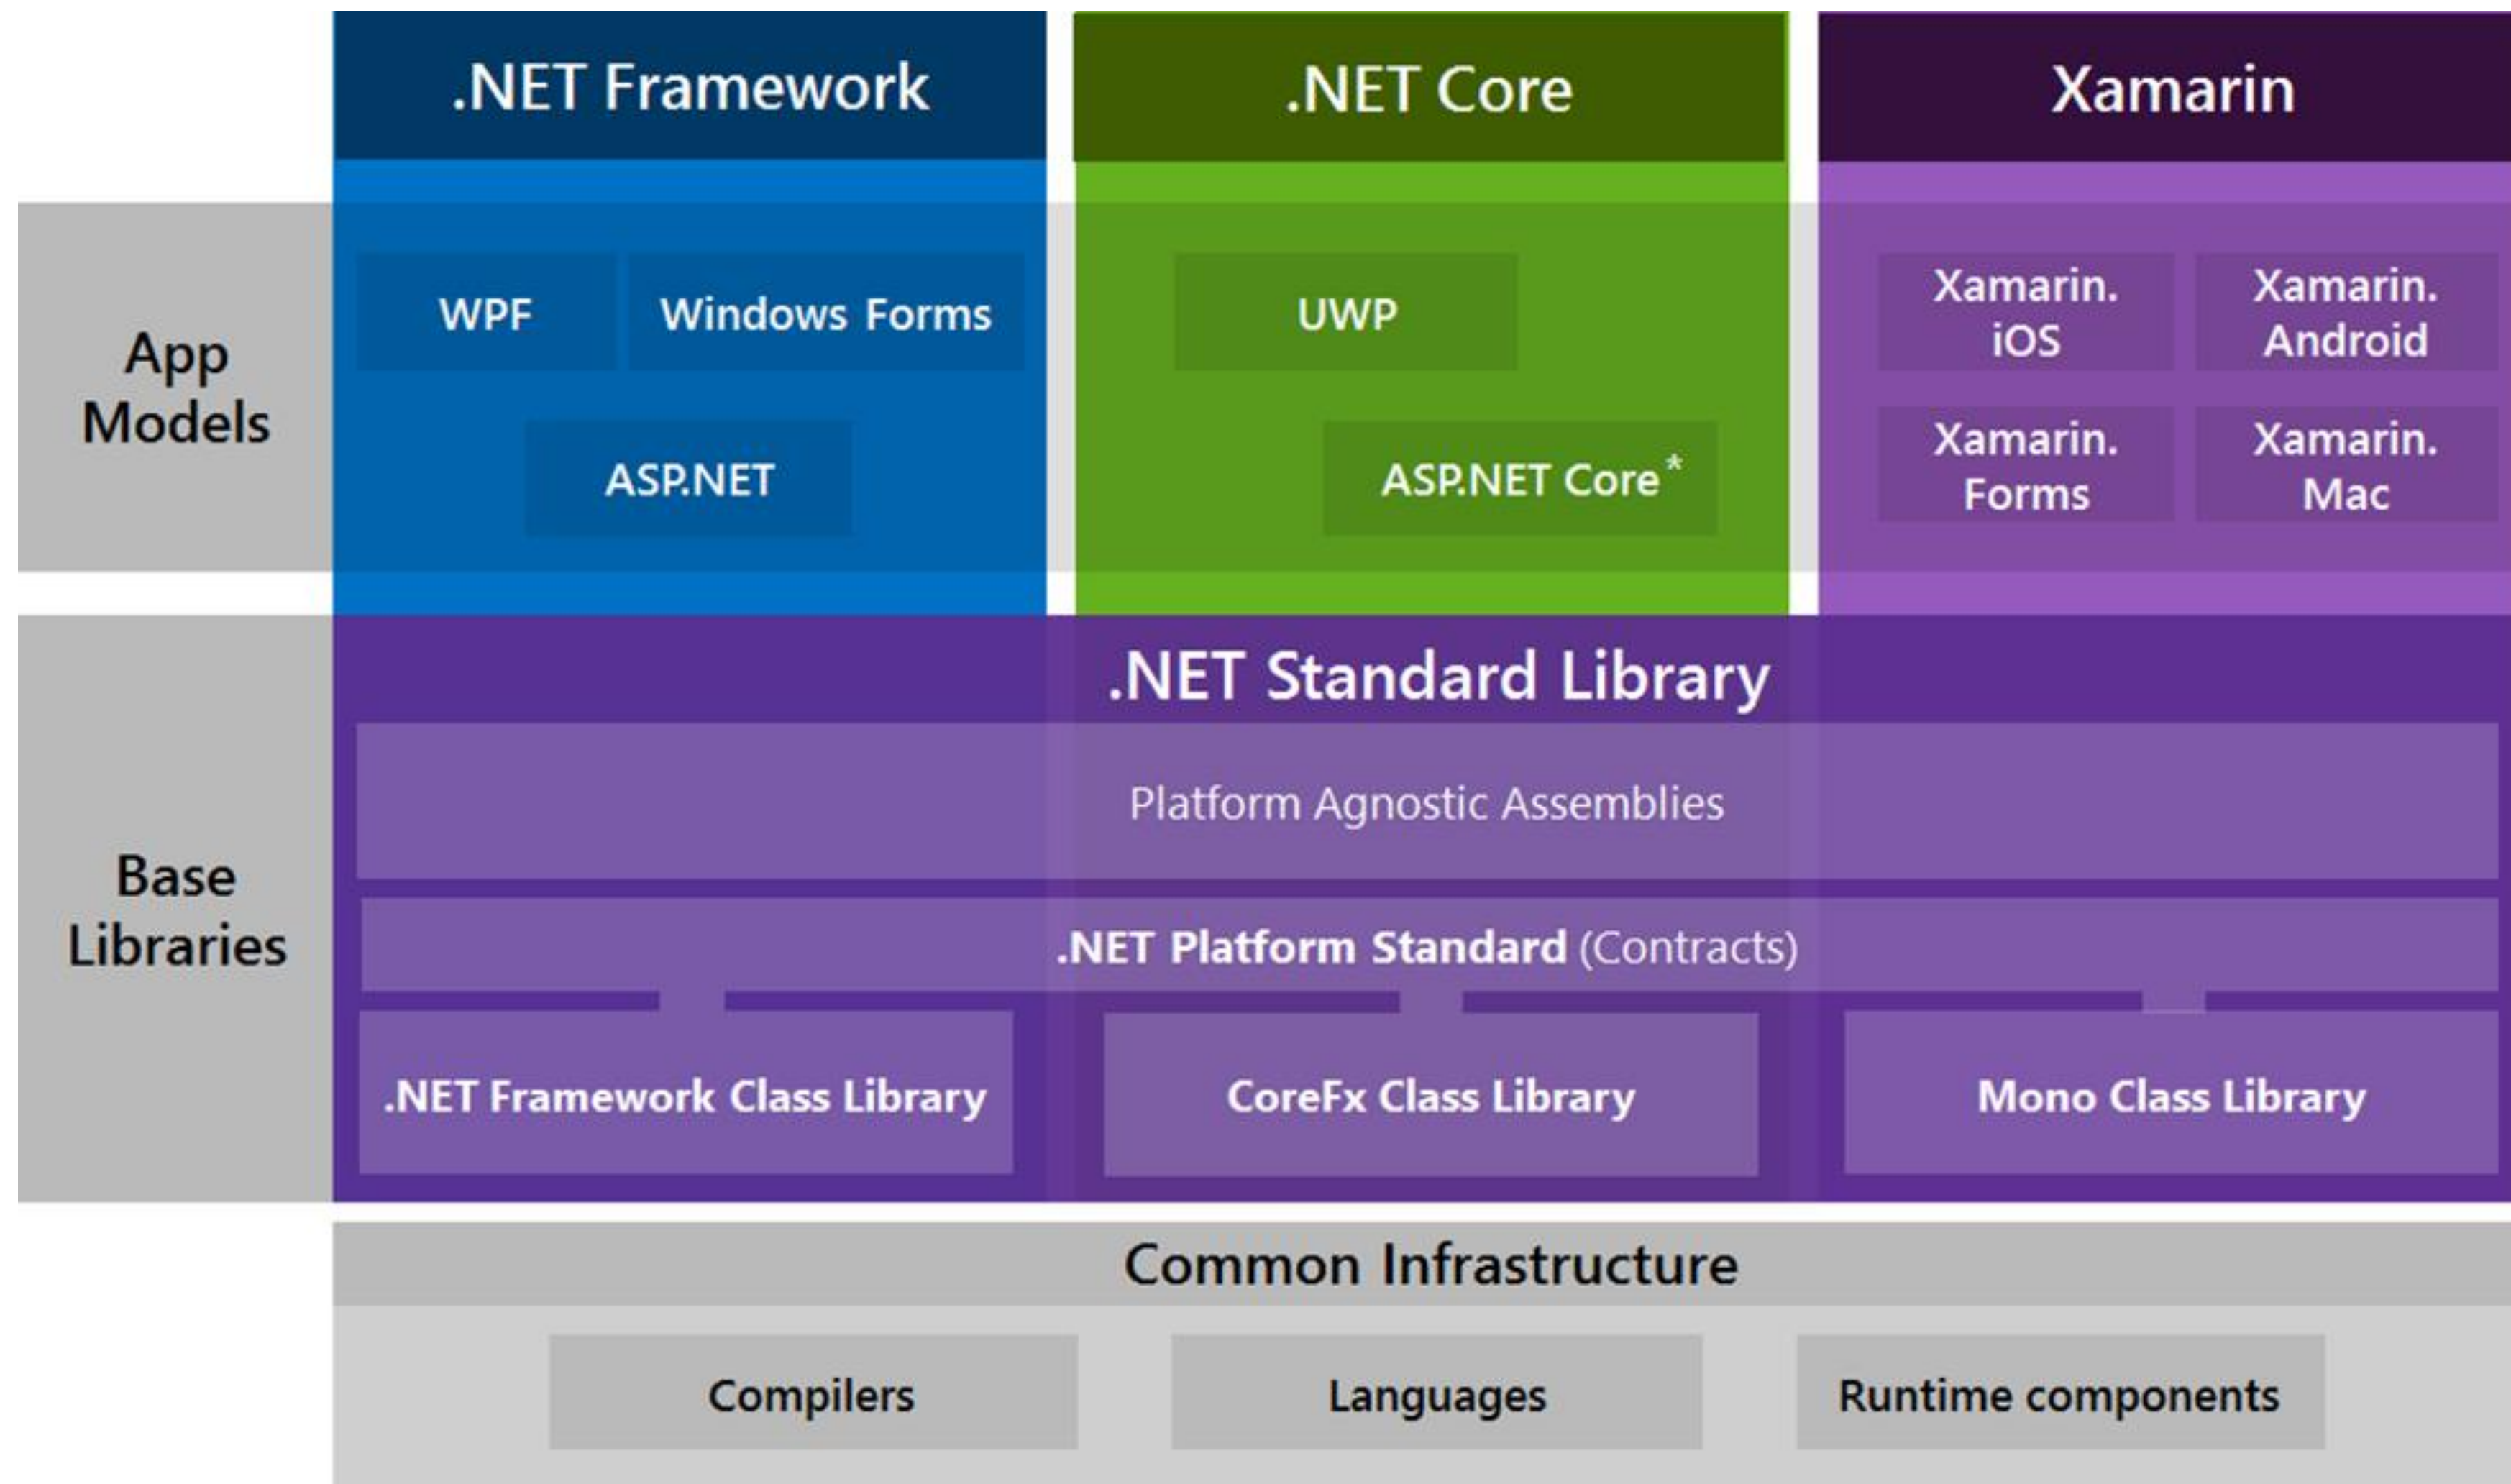 .NET Framework
.NET Core
Xamarin
App
Models
WPF
Windows Forms
ASP.NET
UWP
ASP.NET Core*
Xamarin.
iOS
Xamarin.
Android
Xamarin.
Forms
Xamarin.
Mac
Base
Libraries
.NET Standard Library
Platform Agnostic Assemblies
.NET Platform Standard (Contracts)
.NET Framework Class Library
CoreFx Class Library
Mono Class Library
Common Infrastructure
Compilers
Languages
Runtime components